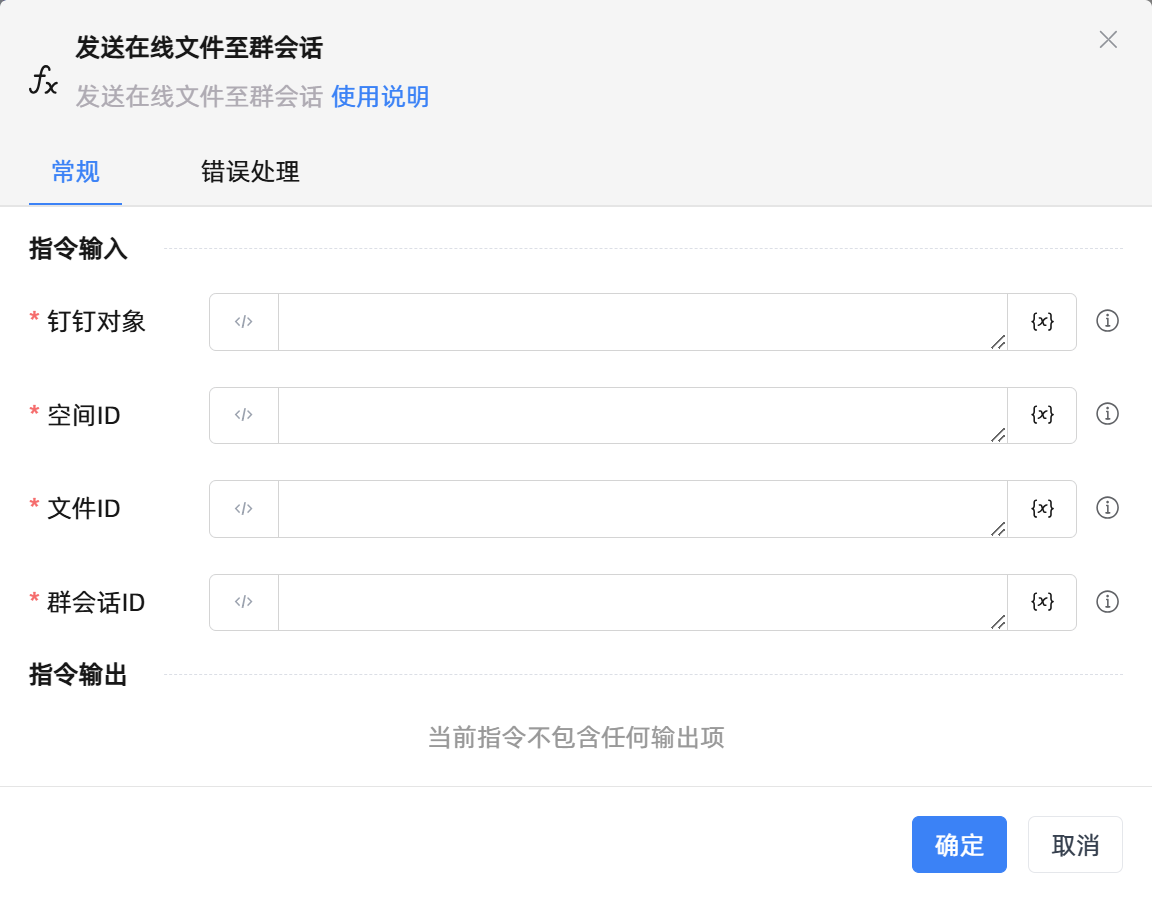 发送在线文件至群会话
发送在线文件至群会话 使用说明
常规 错误处理
指令输入
* 钉钉对象 </> {x}
* 空间ID </> {x}
* 文件ID </> {x}
* 群会话ID </> {x}
指令输出
当前指令不包含任何输出项
确定 取消